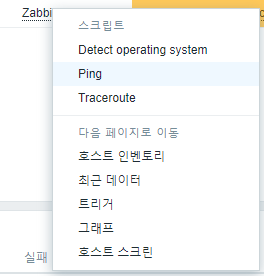 Zabbi
스크립트
Detect operating system
Ping
Traceroute
다음 페이지로 이동
호스트 인벤토리
최근 데이터
트리거
그래프
호스트 스크린
실패